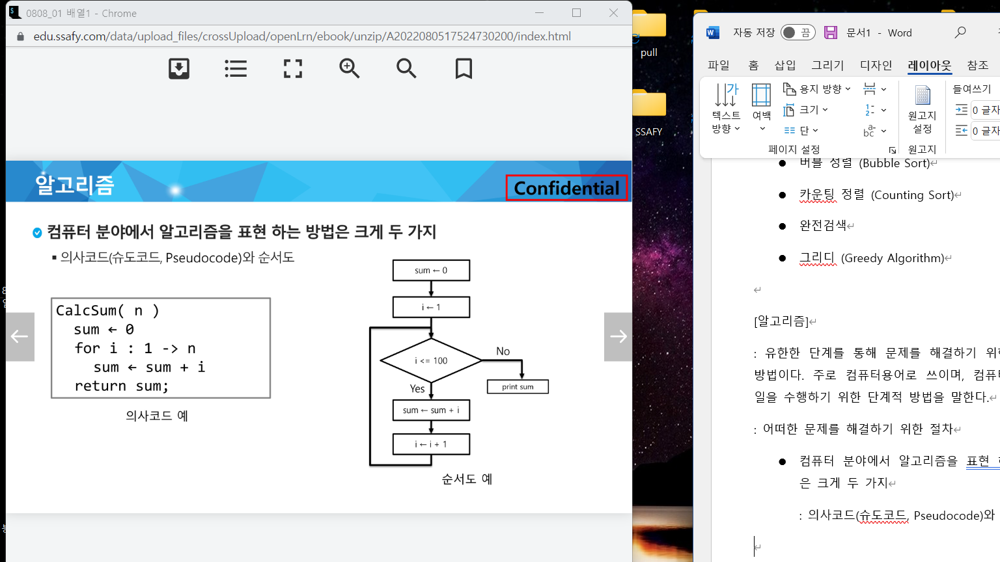 0808_01 배열1 - Chrome
edu.ssafy.com/data/upload_files/crossUpload/openLrn/ebook/unzip/A2022080517524730200/index.html
알고리즘
Confidential
컴퓨터 분야에서 알고리즘을 표현 하는 방법은 크게 두 가지
▪ 의사코드(슈도코드, Pseudocode)와 순서도
CalcSum( n )
sum ← 0
for i : 1 -> n
sum ← sum + i
return sum;
의사코드 예
sum ← 0
i ← 1
i <= 100
No
print sum
Yes
sum ← sum + i
i ← i + 1
순서도 예
pull
SSAFY
자동 저장
끔
문서1 - Word
파일 홈 삽입 그리기 디자인 레이아웃 참조
텍스트
방향
여백
용지 방향
크기
단
페이지 설정
원고지
설정
원고지
들여쓰기
0 글자
0 글자
● 버블 정렬 (Bubble Sort)
● 카운팅 정렬 (Counting Sort)
● 완전검색
● 그리디 (Greedy Algorithm)
[알고리즘]
: 유한한 단계를 통해 문제를 해결하기
방법이다. 주로 컴퓨터용어로 쓰이며,
일을 수행하기 위한 단계적 방법을 말한다.
: 어떠한 문제를 해결하기 위한 절차
● 컴퓨터 분야에서 알고리즘을 표현
은 크게 두 가지
: 의사코드(슈도코드, Pseudocode)와